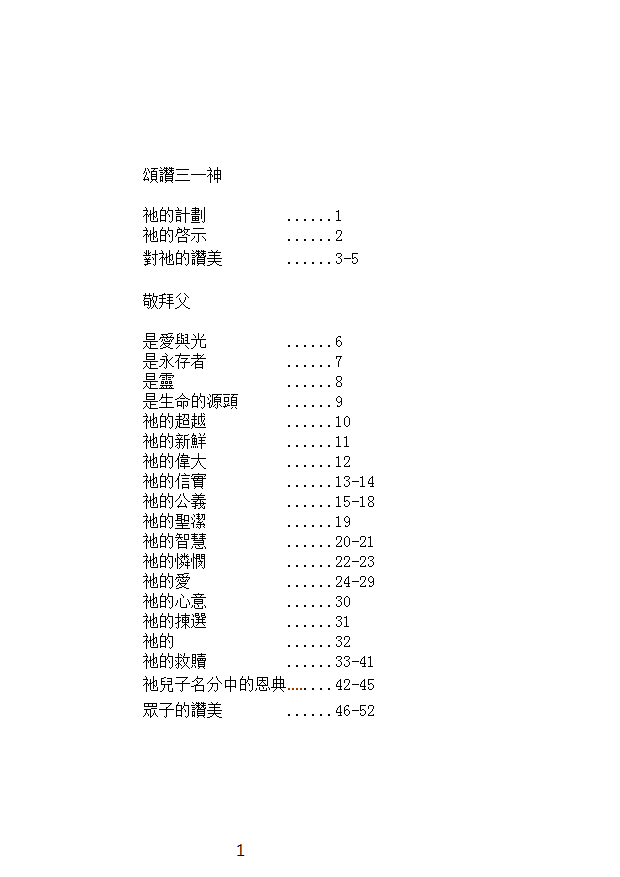 頌讚三一神
祂的計劃 ......1
祂的啓示 ......2
對祂的讚美 ......3-5
敬拜父
是愛與光 ......6
是永存者 ......7
是靈 ......8
是生命的源頭 ......9
祂的超越 ......10
祂的新鮮 ......11
祂的偉大 ......12
祂的信實 ......13-14
祂的公義 ......15-18
祂的聖潔 ......19
祂的智慧 ......20-21
祂的憐憫 ......22-23
祂的愛 ......24-29
祂的心意 ......30
祂的揀選 ......31
祂的 ......32
祂的救贖 ......33-41
祂兒子名分中的恩典........42-45
眾子的讚美 ......46-52
1